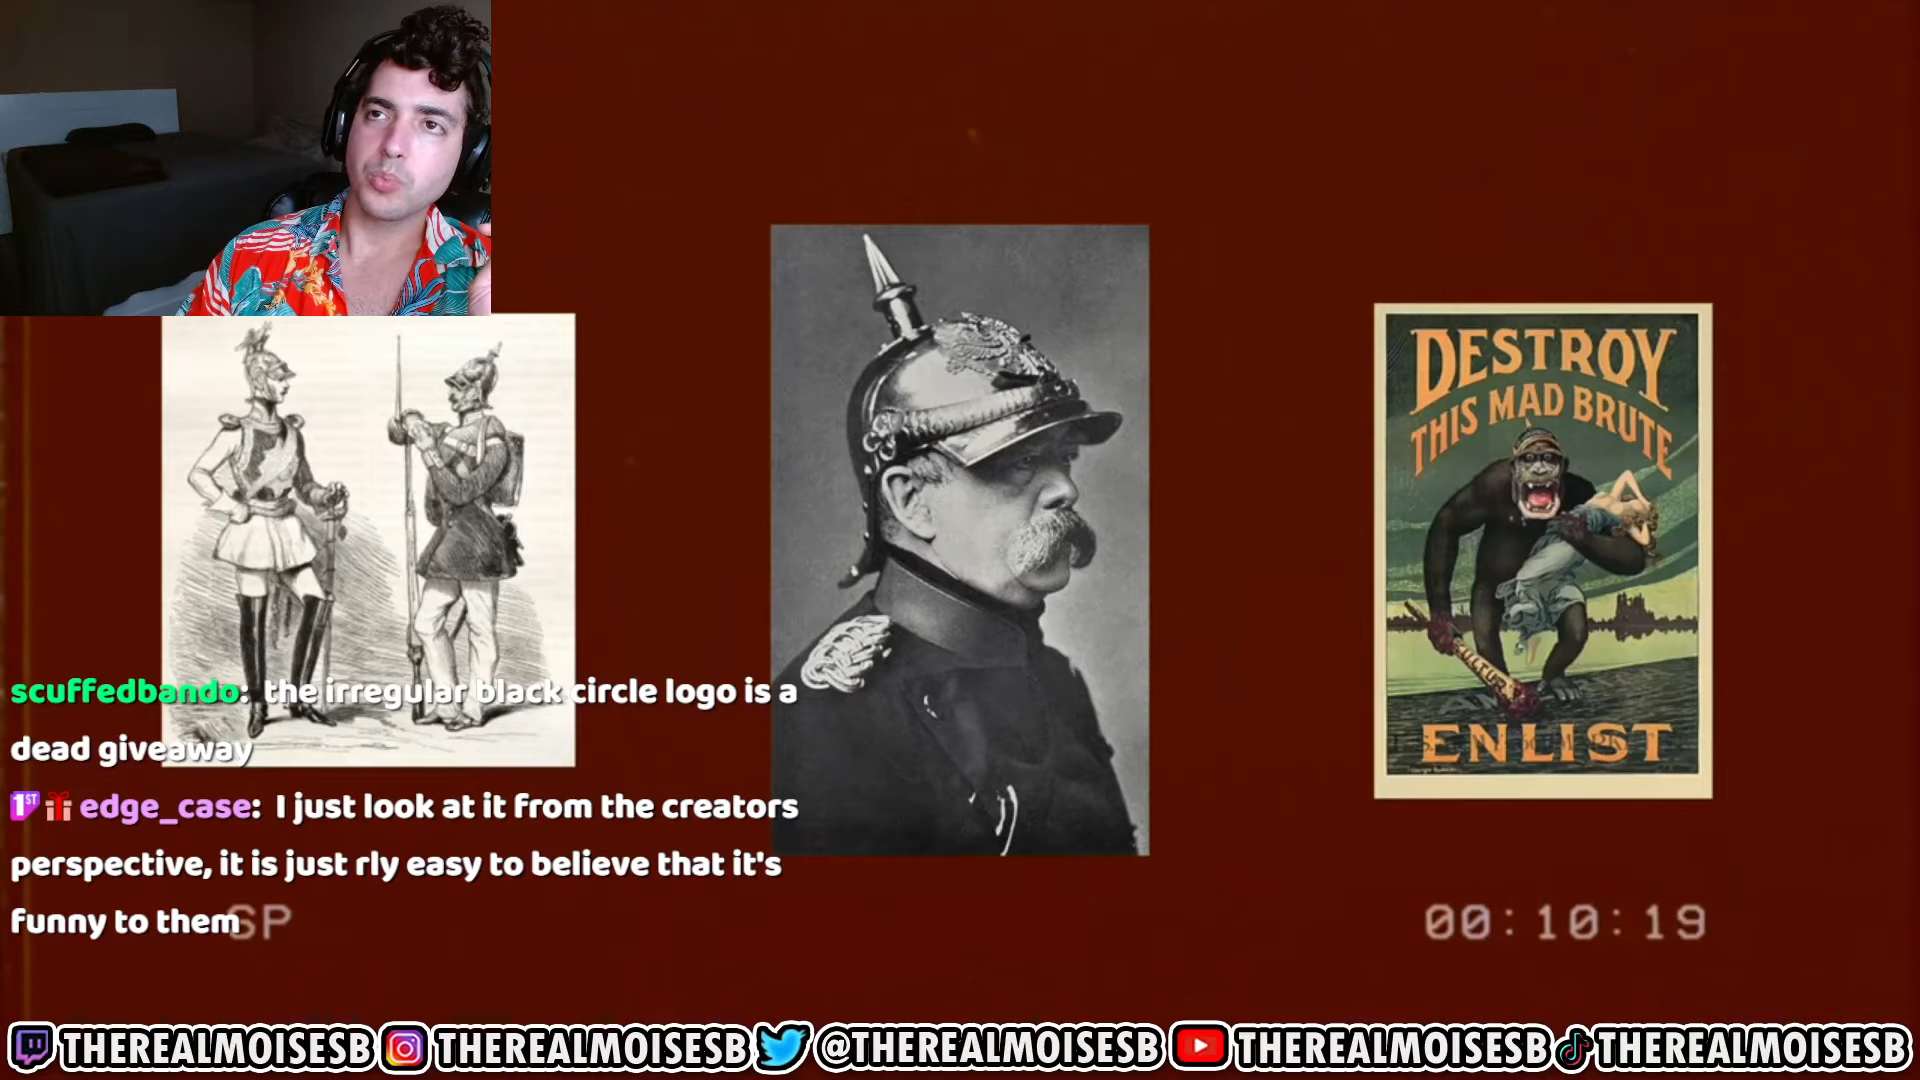 DESTROY
THIS MAD BRUTE
KULTUR
ENLIST
scuffedbando: the irregular black circle logo is a
dead giveaway
1ST edge_case: I just look at it from the creators
perspective, it is just rly easy to believe that it's
funny to them
SP
00:10:19
THEREALMOISESB THEREALMOISESB @THEREALMOISESB THEREALMOISESB THEREALMOISESB